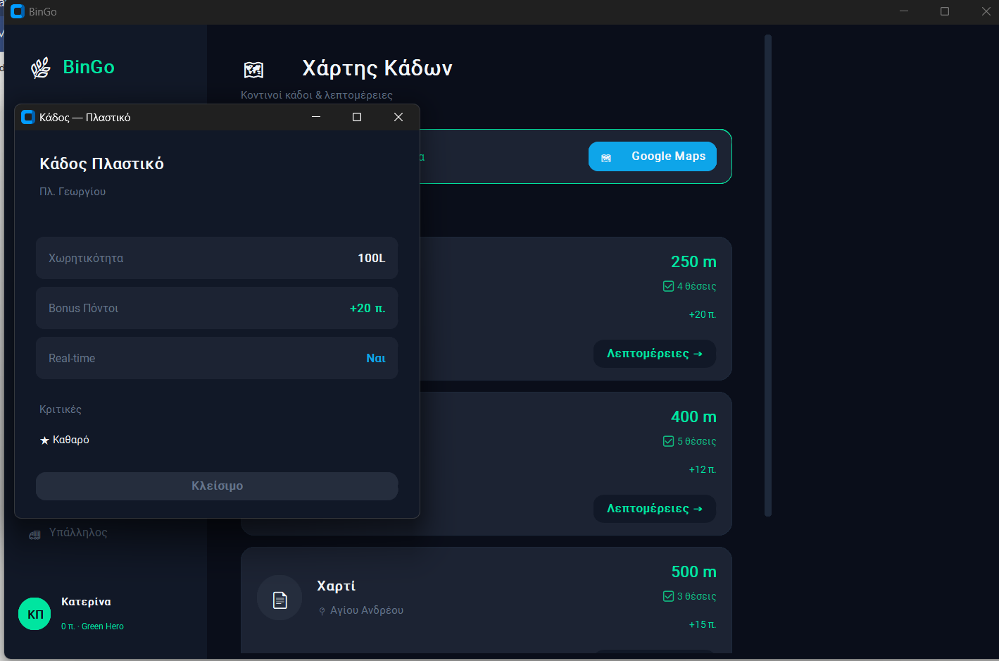 BinGo
BinGo
Χάρτης Κάδων
Κοντινοί κάδοι & λεπτομέρειες
Google Maps
Κάδος — Πλαστικό
Κάδος Πλαστικό
Πλ. Γεωργίου
Χωρητικότητα 100L
Bonus Πόντοι +20 π.
Real-time Ναι
Κριτικές
★ Καθαρό
Κλείσιμο
250 m
4 θέσεις
+20 π.
Λεπτομέρειες →
400 m
5 θέσεις
+12 π.
Λεπτομέρειες →
500 m
Χαρτί
3 θέσεις
Αγίου Ανδρέου
+15 π.
Υπάλληλος
ΚΠ
Κατερίνα
0 π. · Green Hero